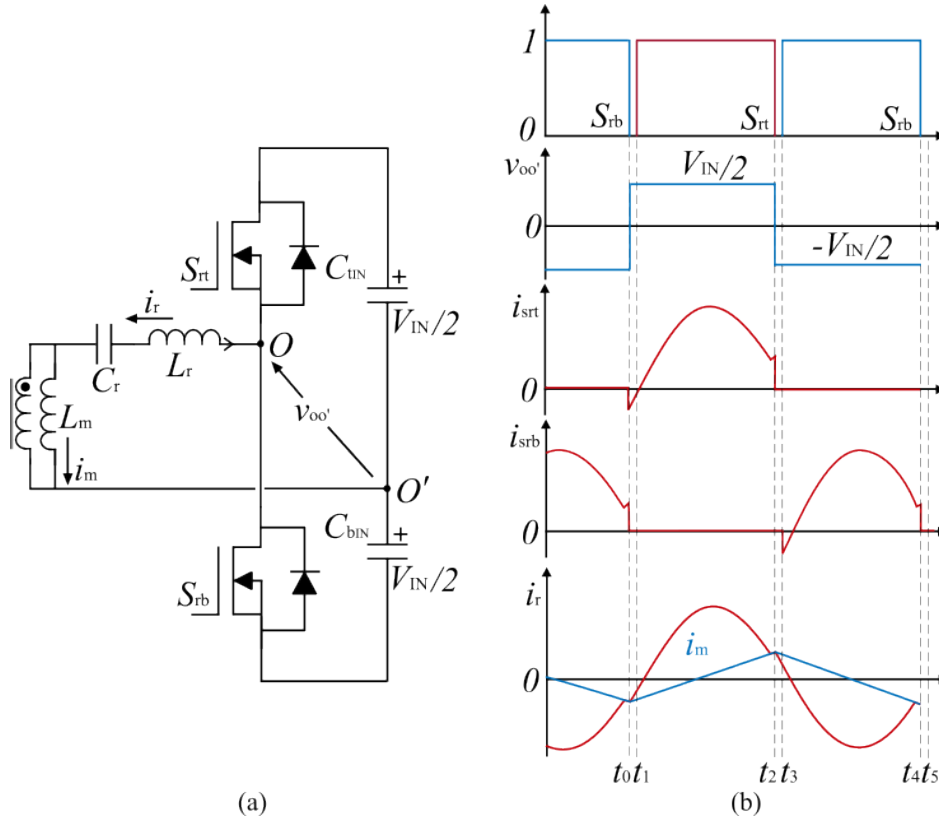 S_rt
C_tIN
+
V_IN/2
i_r
O
C_r
L_r
L_m
v_oo'
i_m
O'
C_bIN
+
S_rb
V_IN/2
(a)
1
0
S_rb
S_rt
S_rb
v_oo'
V_IN/2
0
-V_IN/2
i_srt
0
i_srb
0
i_r
i_m
0
t_0 t_1
t_2 t_3
t_4 t_5
(b)